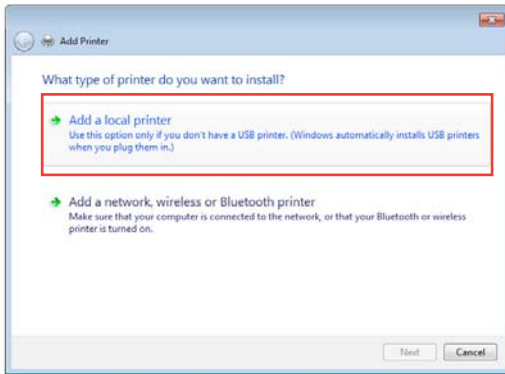 Add Printer
What type of printer do you want to install?
Add a local printer
Use this option only if you don't have a USB printer. (Windows automatically installs USB printers
when you plug them in.)
Add a network, wireless or Bluetooth printer
Make sure that your computer is connected to the network, or that your Bluetooth or wireless
printer is turned on.
Next
Cancel